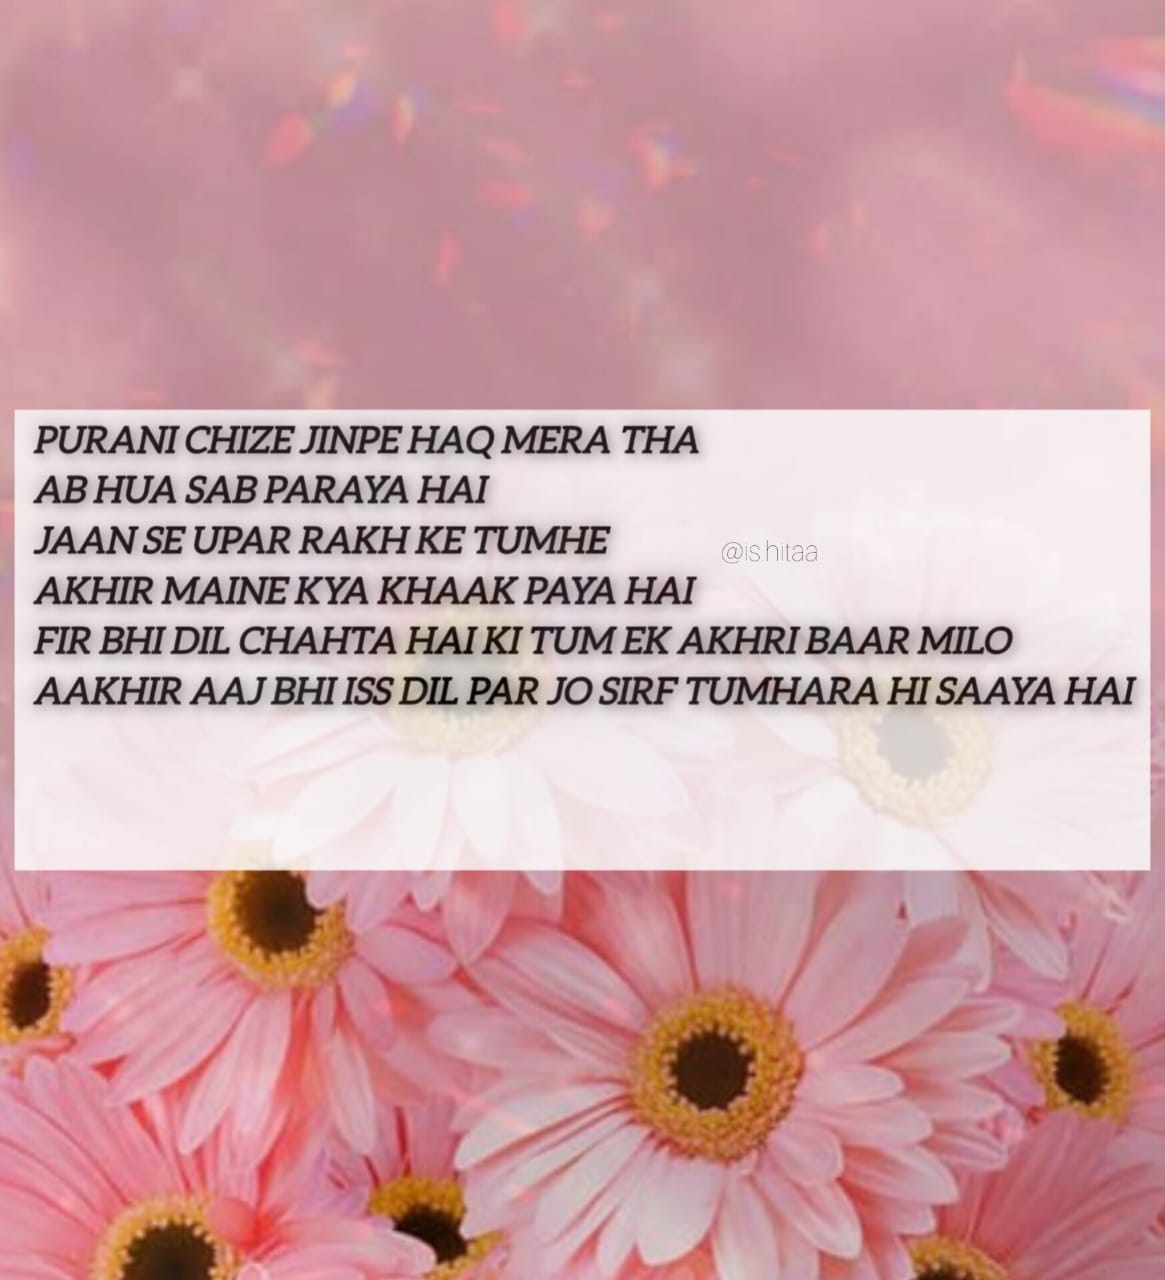 PURANI CHIZE JINPE HAQ MERA THA
AB HUA SAB PARAYA HAI
JAAN SE UPAR RAKH KE TUMHE
@is.hitaa
AKHIR MAINE KYA KHAAK PAYA HAI
FIR BHI DIL CHAHTA HAI KI TUM EK AKHRI BAAR MILO
AAKHIR AAJ BHI ISS DIL PAR JO SIRF TUMHARA HI SAAYA HAI